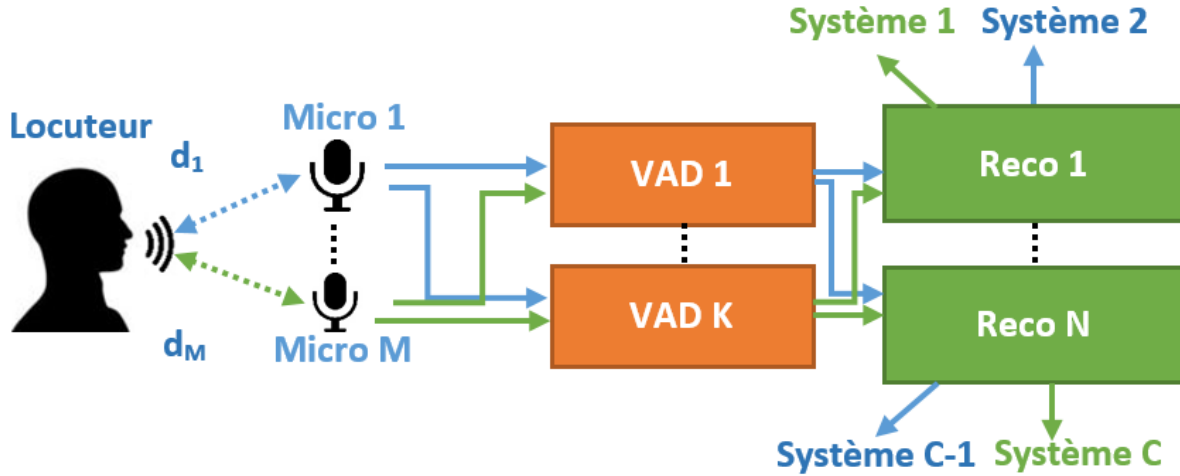 Système 1
Système 2
Locuteur
Micro 1
d1
VAD 1
Reco 1
VAD K
Reco N
dM
Micro M
Système C-1
Système C